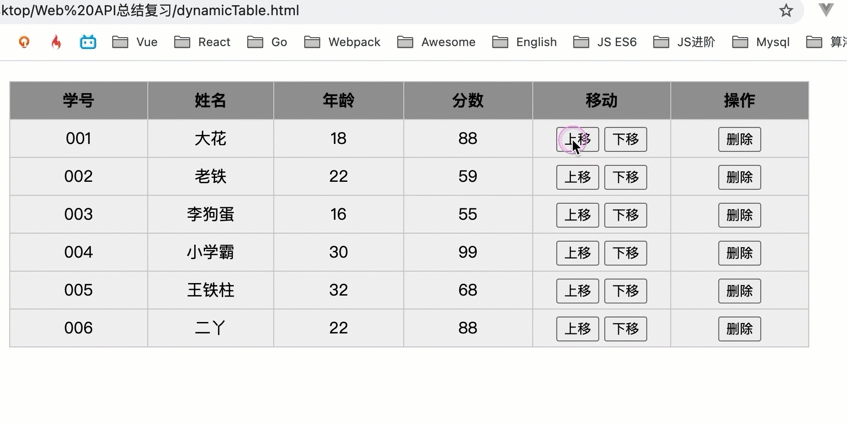 ktop/Web%20API总结复习/dynamicTable.html
Vue React Go Webpack Awesome English JS ES6 JS进阶 Mysql
学号 姓名 年龄 分数 移动 操作
001 大花 18 88 上移 下移 删除
002 老铁 22 59 上移 下移 删除
003 李狗蛋 16 55 上移 下移 删除
004 小学霸 30 99 上移 下移 删除
005 王铁柱 32 68 上移 下移 删除
006 二丫 22 88 上移 下移 删除